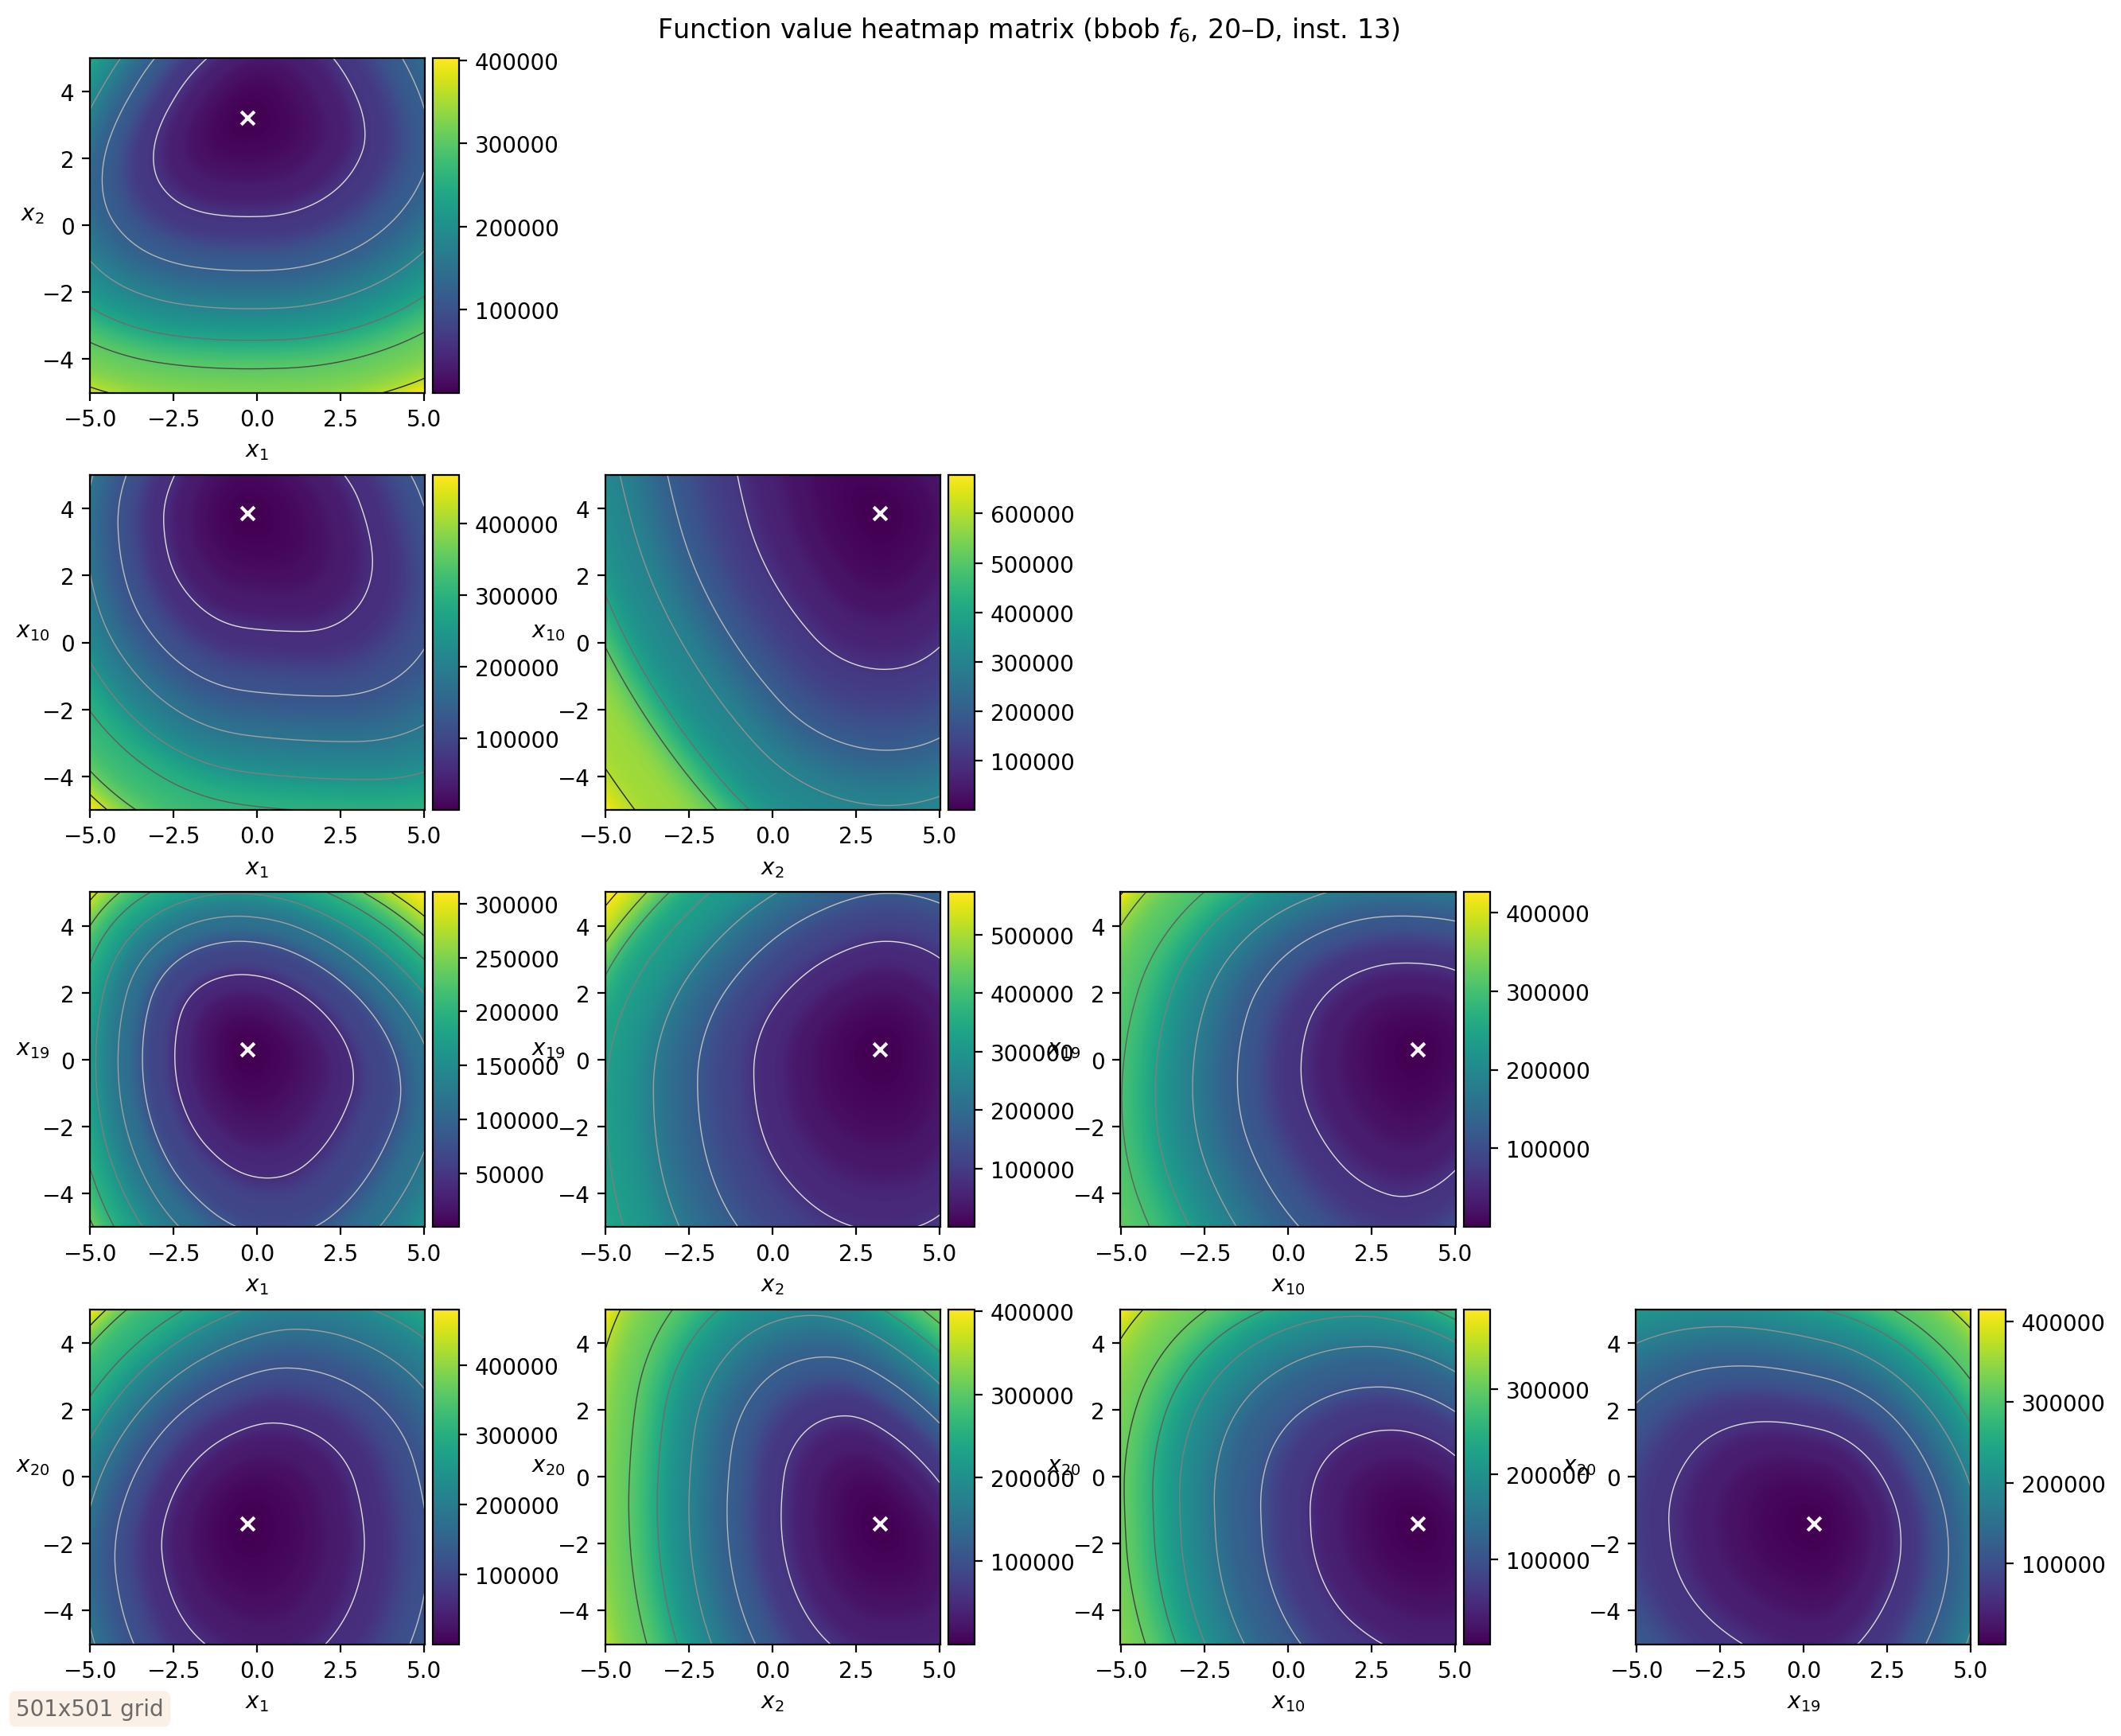 Function value heatmap matrix (bbob f₆, 20–D, inst. 13)
4
2
0
−2
−4
x₂
−5.0 −2.5 0.0 2.5 5.0
x₁
400000
300000
200000
100000
4
2
0
−2
−4
x₁₀
−5.0 −2.5 0.0 2.5 5.0
x₁
400000
300000
200000
100000
4
2
0
−2
−4
x₁₀
−5.0 −2.5 0.0 2.5 5.0
x₂
600000
500000
400000
300000
200000
100000
4
2
0
−2
−4
x₁₉
−5.0 −2.5 0.0 2.5 5.0
x₁
300000
250000
200000
150000
100000
50000
4
2
0
−2
−4
x₁₉
−5.0 −2.5 0.0 2.5 5.0
x₂
500000
400000
300000
200000
100000
4
2
0
−2
−4
x₁₉
−5.0 −2.5 0.0 2.5 5.0
x₁₀
400000
300000
200000
100000
4
2
0
−2
−4
x₂₀
−5.0 −2.5 0.0 2.5 5.0
x₁
400000
300000
200000
100000
4
2
0
−2
−4
x₂₀
−5.0 −2.5 0.0 2.5 5.0
x₂
400000
300000
200000
100000
4
2
0
−2
−4
x₂₀
−5.0 −2.5 0.0 2.5 5.0
x₁₀
300000
200000
100000
4
2
0
−2
−4
x₂₀
−5.0 −2.5 0.0 2.5 5.0
x₁₉
400000
300000
200000
100000
501x501 grid